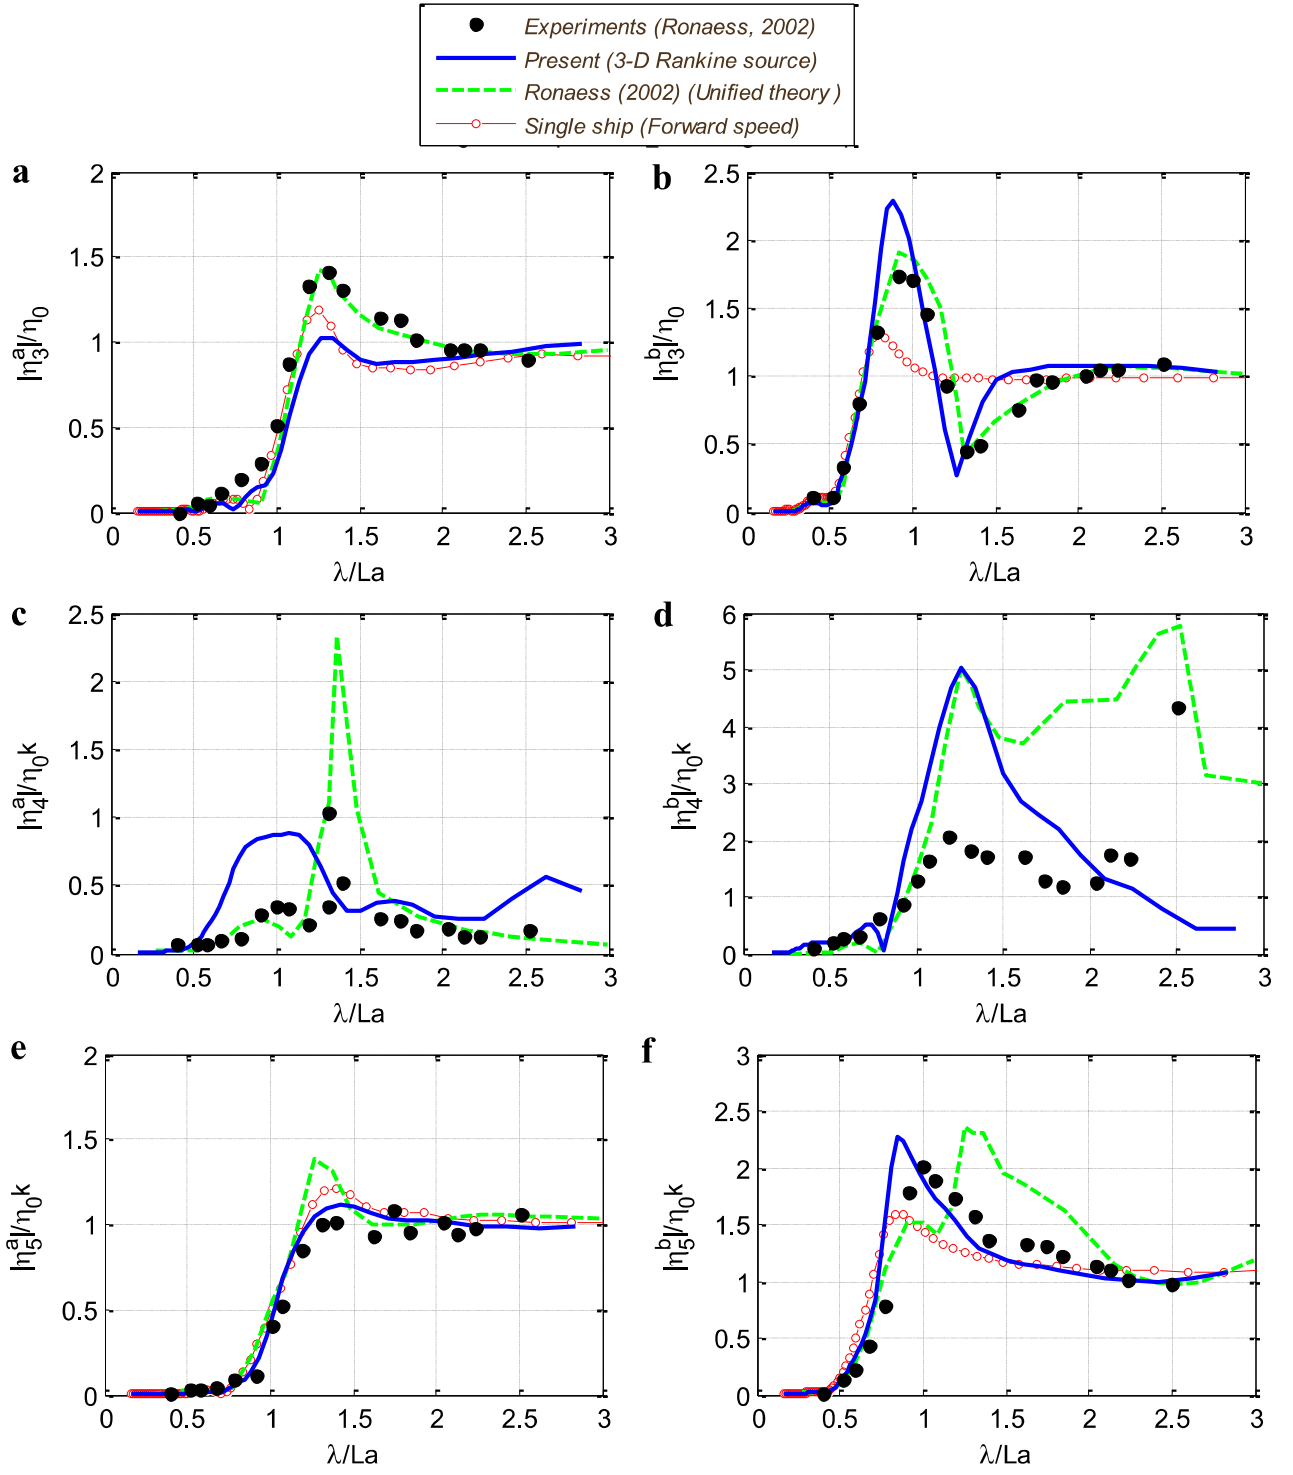 Experiments (Ronaess, 2002)
Present (3-D Rankine source)
Ronaess (2002) (Unified theory)
Single ship (Forward speed)
a
|η₃ᵃ|/η₀
2
1.5
1
0.5
0
0 0.5 1 1.5 2 2.5 3
λ/La
b
|η₃ᵇ|/η₀
2.5
2
1.5
1
0.5
0
0 0.5 1 1.5 2 2.5 3
λ/La
c
|η₄ᵃ|/η₀k
2.5
2
1.5
1
0.5
0
0 0.5 1 1.5 2 2.5 3
λ/La
d
|η₄ᵇ|/η₀k
6
5
4
3
2
1
0
0 0.5 1 1.5 2 2.5 3
λ/La
e
|η₅ᵃ|/η₀k
2
1.5
1
0.5
0
0 0.5 1 1.5 2 2.5 3
λ/La
f
|η₅ᵇ|/η₀k
3
2.5
2
1.5
1
0.5
0
0 0.5 1 1.5 2 2.5 3
λ/La